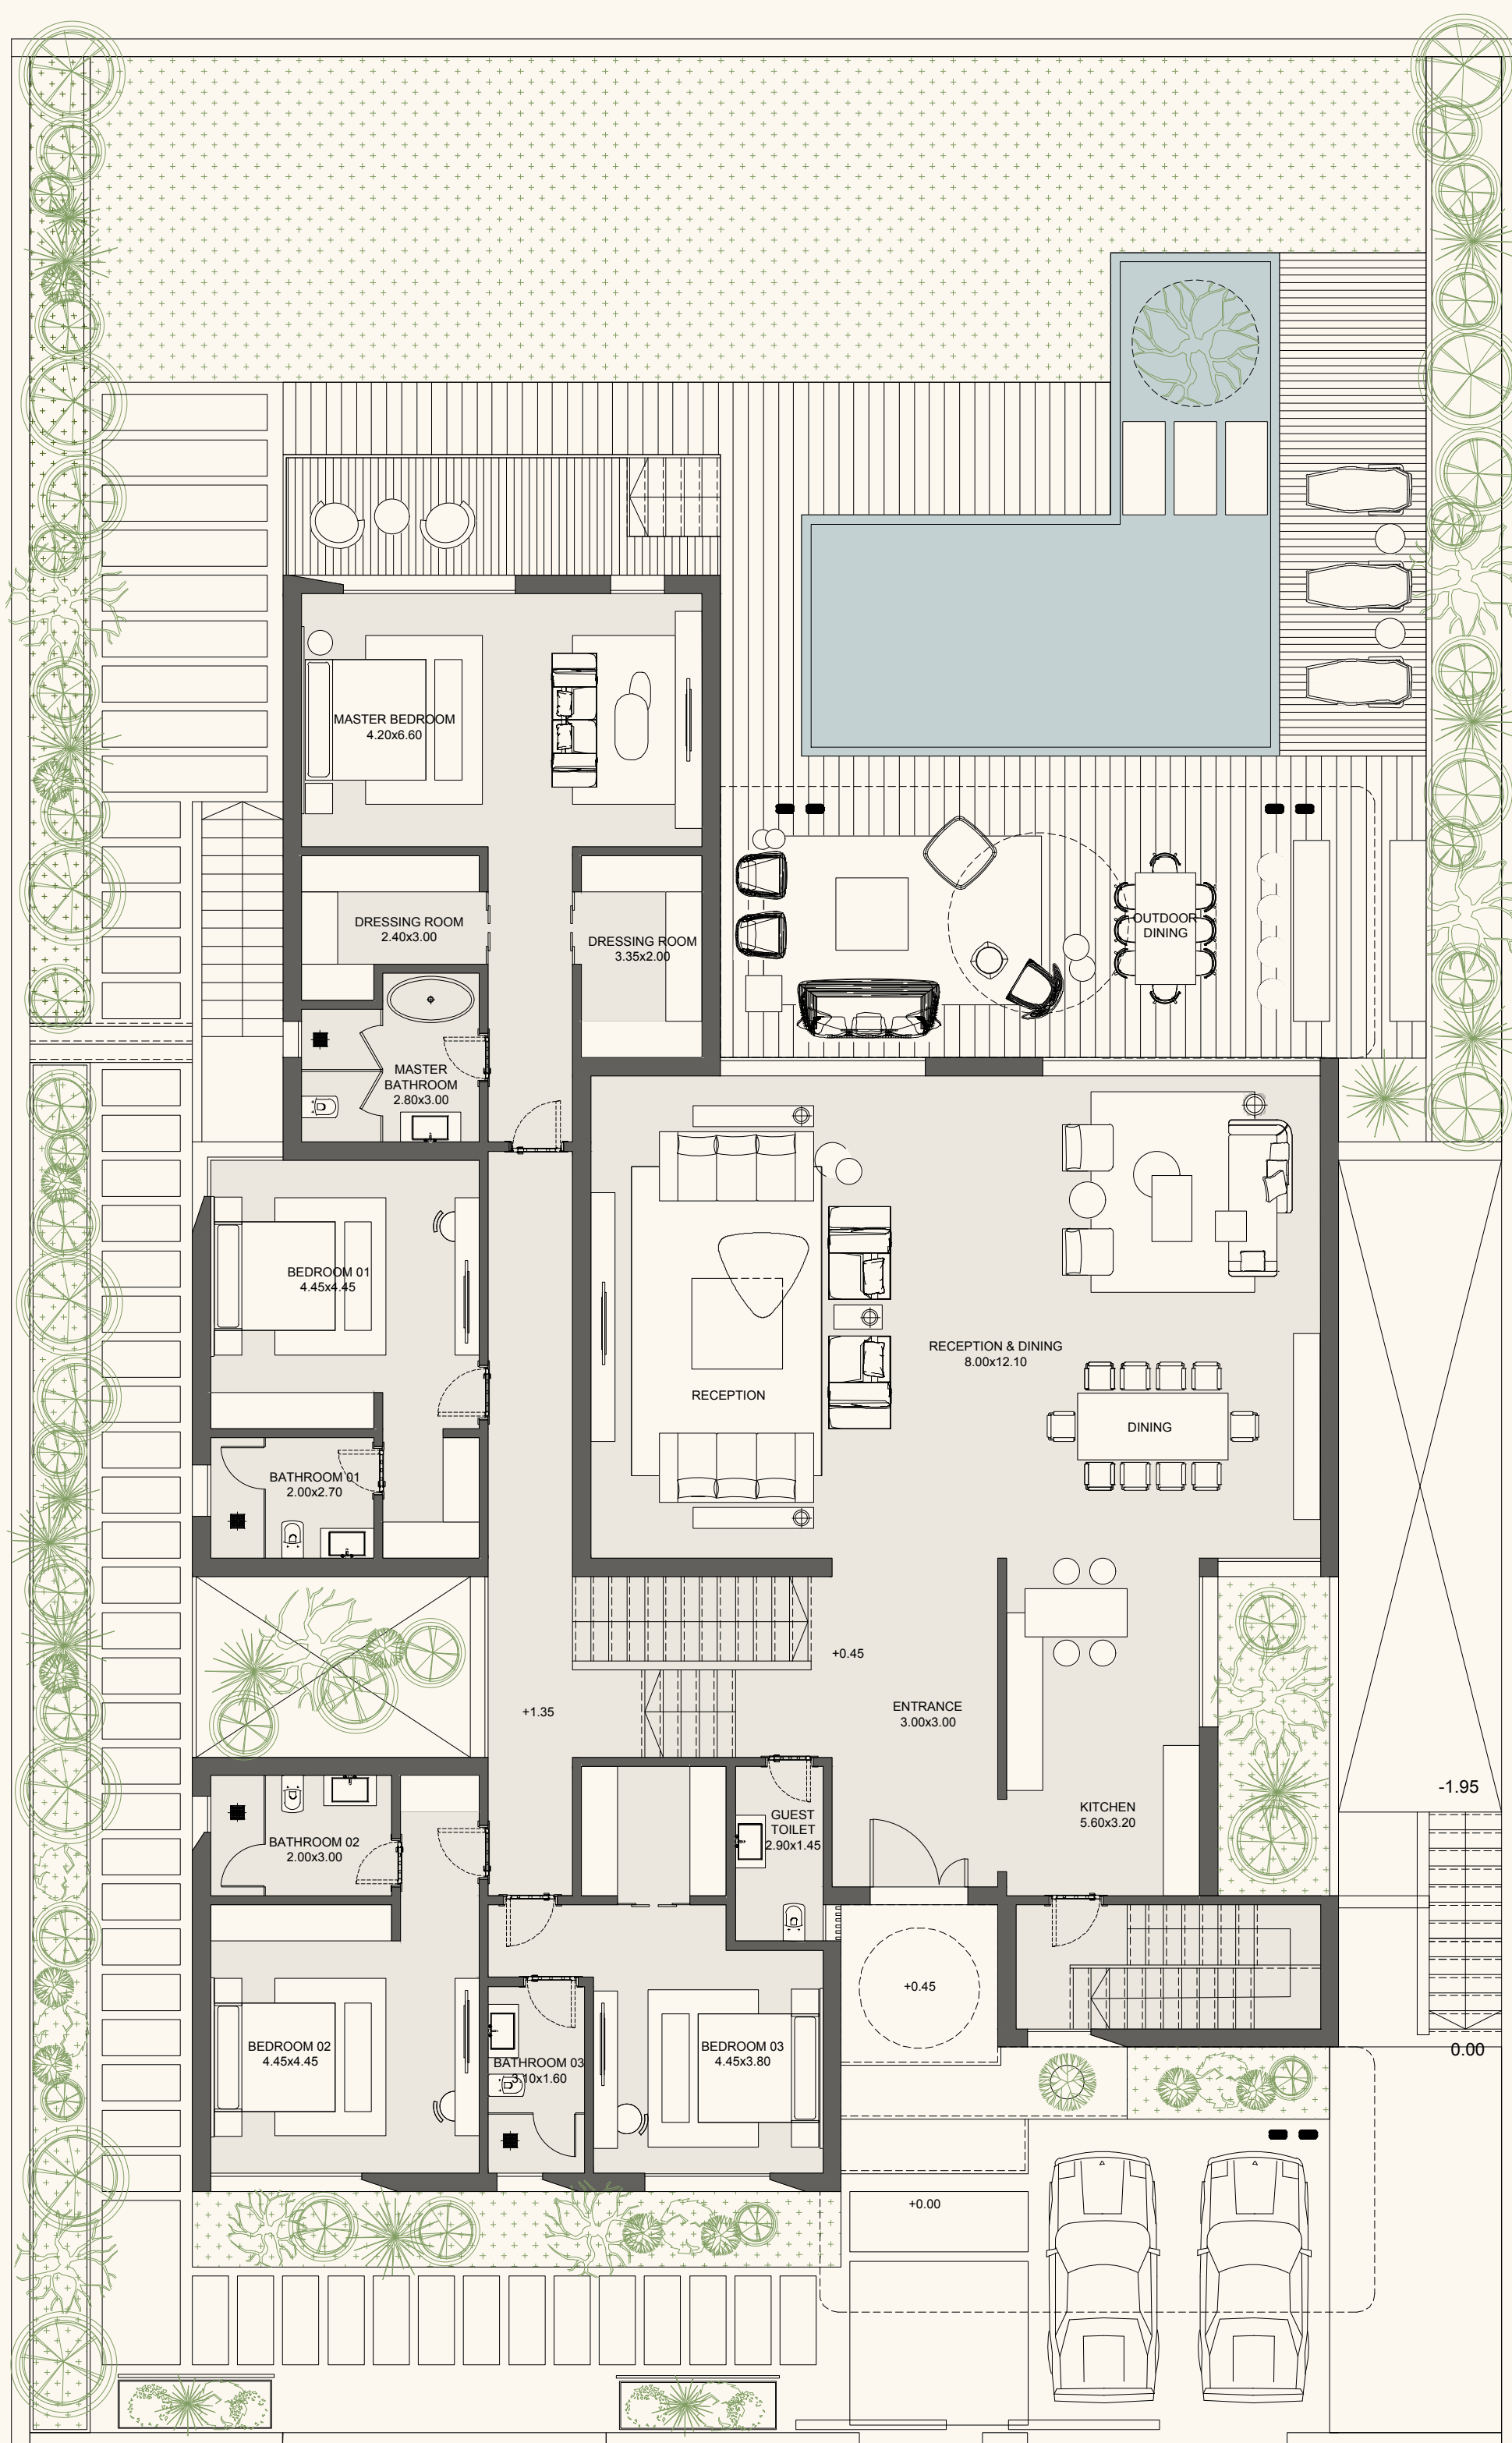 MASTER BEDROOM
4.20x6.60
DRESSING ROOM
2.40x3.00
DRESSING ROOM
3.35x2.00
OUTDOOR
DINING
MASTER
BATHROOM
2.80x3.00
BEDROOM 01
4.45x4.45
RECEPTION & DINING
8.00x12.10
RECEPTION
DINING
BATHROOM 01
2.00x2.70
+0.45
+1.35
ENTRANCE
3.00x3.00
-1.95
KITCHEN
5.60x3.20
GUEST
TOILET
2.90x1.45
BATHROOM 02
2.00x3.00
+0.45
BEDROOM 02
4.45x4.45
BATHROOM 03
3.10x1.60
BEDROOM 03
4.45x3.80
0.00
+0.00